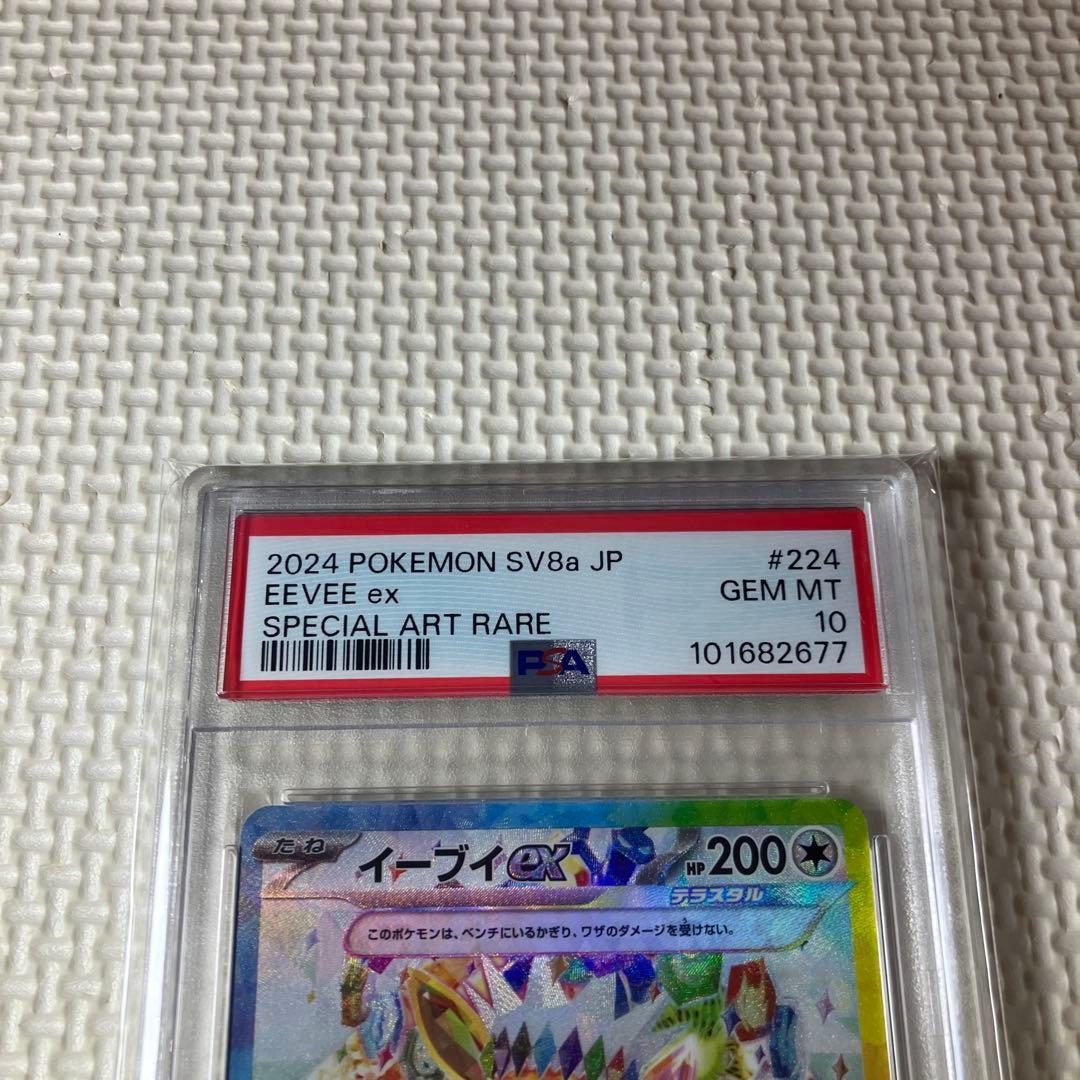 2024 POKEMON SV8a JP #224
EEVEE ex GEM MT
SPECIAL ART RARE 10
PSA 101682677
たね イーブイex HP200
テラスタル
このポケモンは、ベンチにいるかぎり、ワザのダメージを受けない。